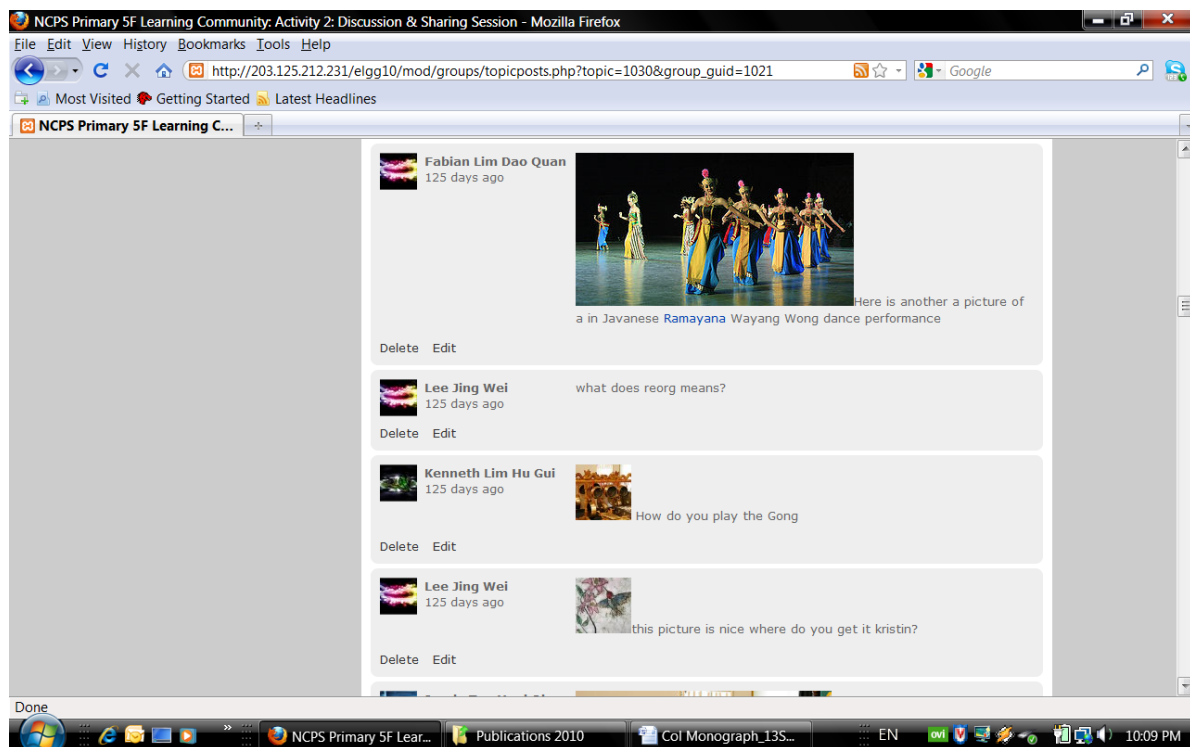 NCPS Primary 5F Learning Community: Activity 2: Discussion & Sharing Session - Mozilla Firefox
File Edit View History Bookmarks Tools Help
http://203.125.212.231/elgg10/mod/groups/topicposts.php?topic=1030&group_guid=1021
Google
Most Visited Getting Started Latest Headlines
NCPS Primary 5F Learning C...
Fabian Lim Dao Quan
125 days ago
Here is another a picture of
a in Javanese Ramayana Wayang Wong dance performance
Delete Edit
Lee Jing Wei
what does reorg means?
125 days ago
Delete Edit
Kenneth Lim Hu Gui
125 days ago
How do you play the Gong
Delete Edit
Lee Jing Wei
125 days ago
this picture is nice where do you get it kristin?
Delete Edit
Done
NCPS Primary 5F Lear...
Publications 2010
Col Monograph_13S...
EN
ovi
10:09 PM